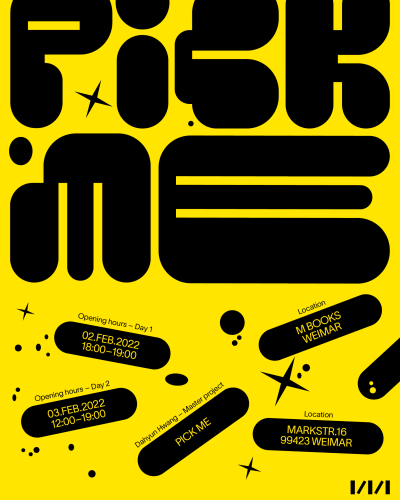 PiCK
ME
Opening hours – Day 1
02.FEB.2022
18:00–19:00
Location
M BOOKS
WEIMAR
Opening hours – Day 2
03.FEB.2022
12:00–19:00
Dahyun Hwang – Master project
PICK ME
Location
MARKSTR.16
99423 WEIMAR
I/I/I